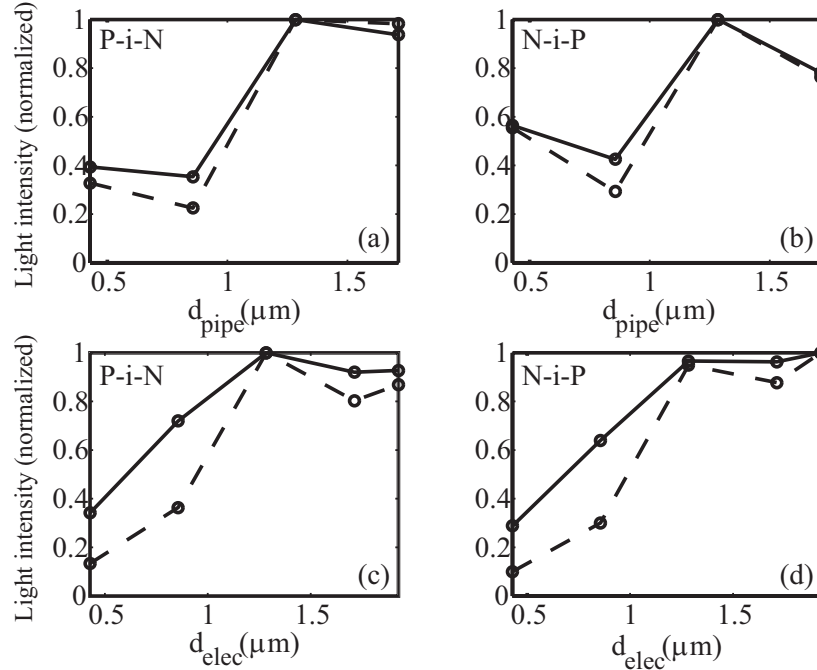 Light intensity (normalized)
1
0.8
0.6
0.4
0.2
0
P-i-N
(a)
0.5
1
1.5
d_pipe(μm)
1
0.8
0.6
0.4
0.2
0
N-i-P
(b)
0.5
1
1.5
d_pipe(μm)
Light intensity (normalized)
1
0.8
0.6
0.4
0.2
0
P-i-N
(c)
0.5
1
1.5
d_elec(μm)
1
0.8
0.6
0.4
0.2
0
N-i-P
(d)
0.5
1
1.5
d_elec(μm)